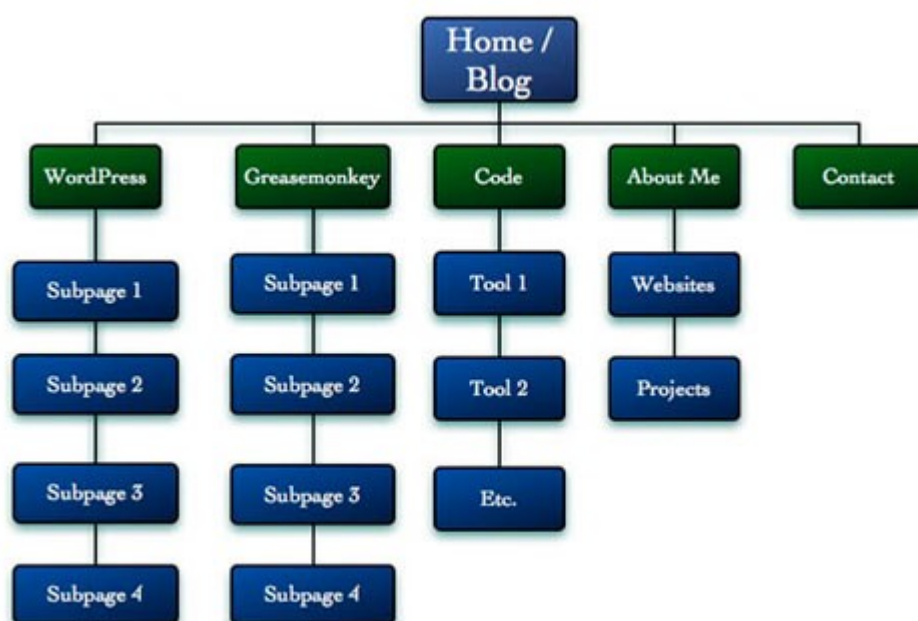 Home /
Blog
WordPress
Greasemonkey
Code
About Me
Contact
Subpage 1
Subpage 1
Tool 1
Websites
Subpage 2
Subpage 2
Tool 2
Projects
Subpage 3
Subpage 3
Etc.
Subpage 4
Subpage 4